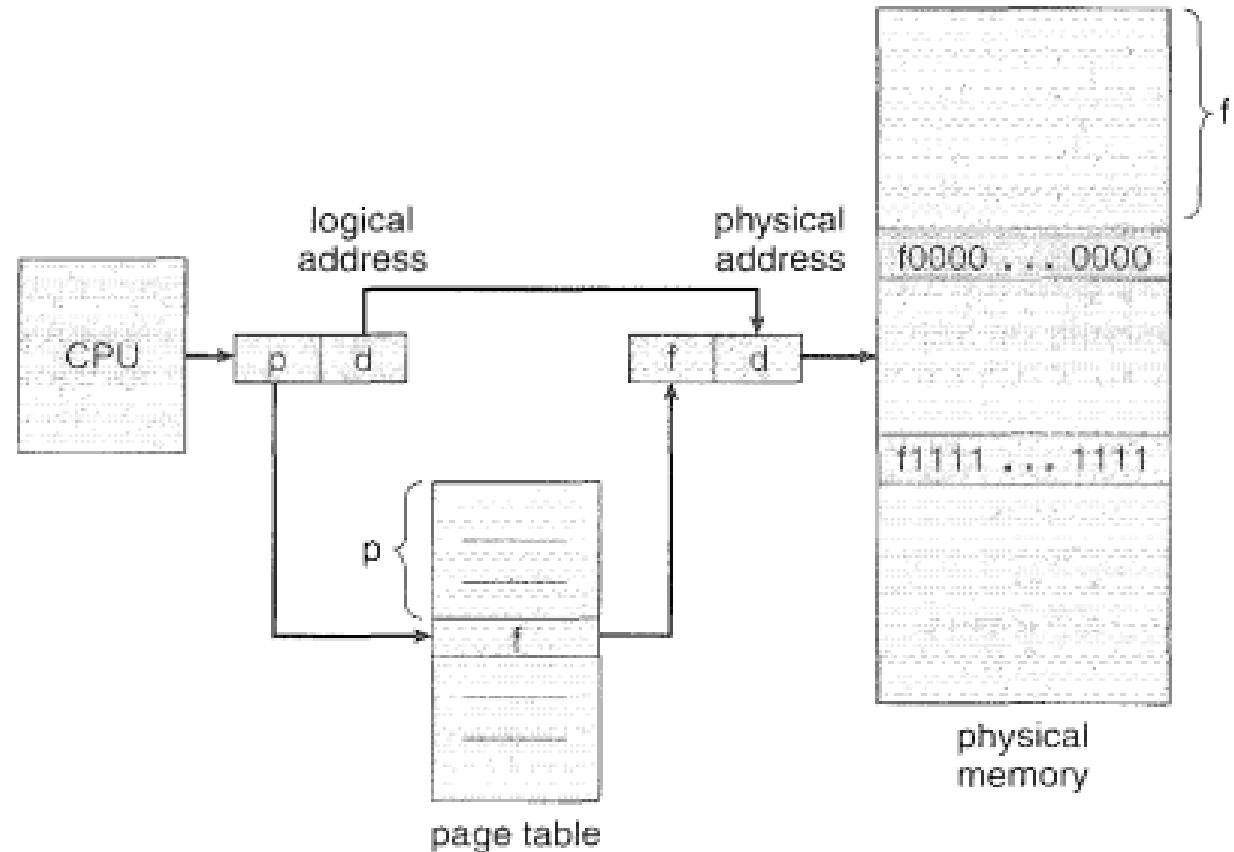 f
logical
address
physical
address
f0000 ... 0000
CPU
p
d
f
d
f1111 ... 1111
p
f
physical
memory
page table